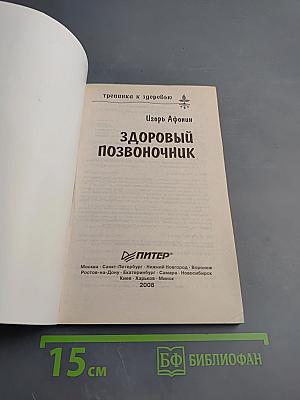 тропинка к здоровью
Игорь Афонин
ЗДОРОВЫЙ
ПОЗВОНОЧНИК
ПИТЕР
Москва · Санкт-Петербург · Нижний Новгород · Воронеж
Ростов-на-Дону · Екатеринбург · Самара · Новосибирск
Киев · Харьков · Минск
2008
15 см
БФ БИБЛИОФАН